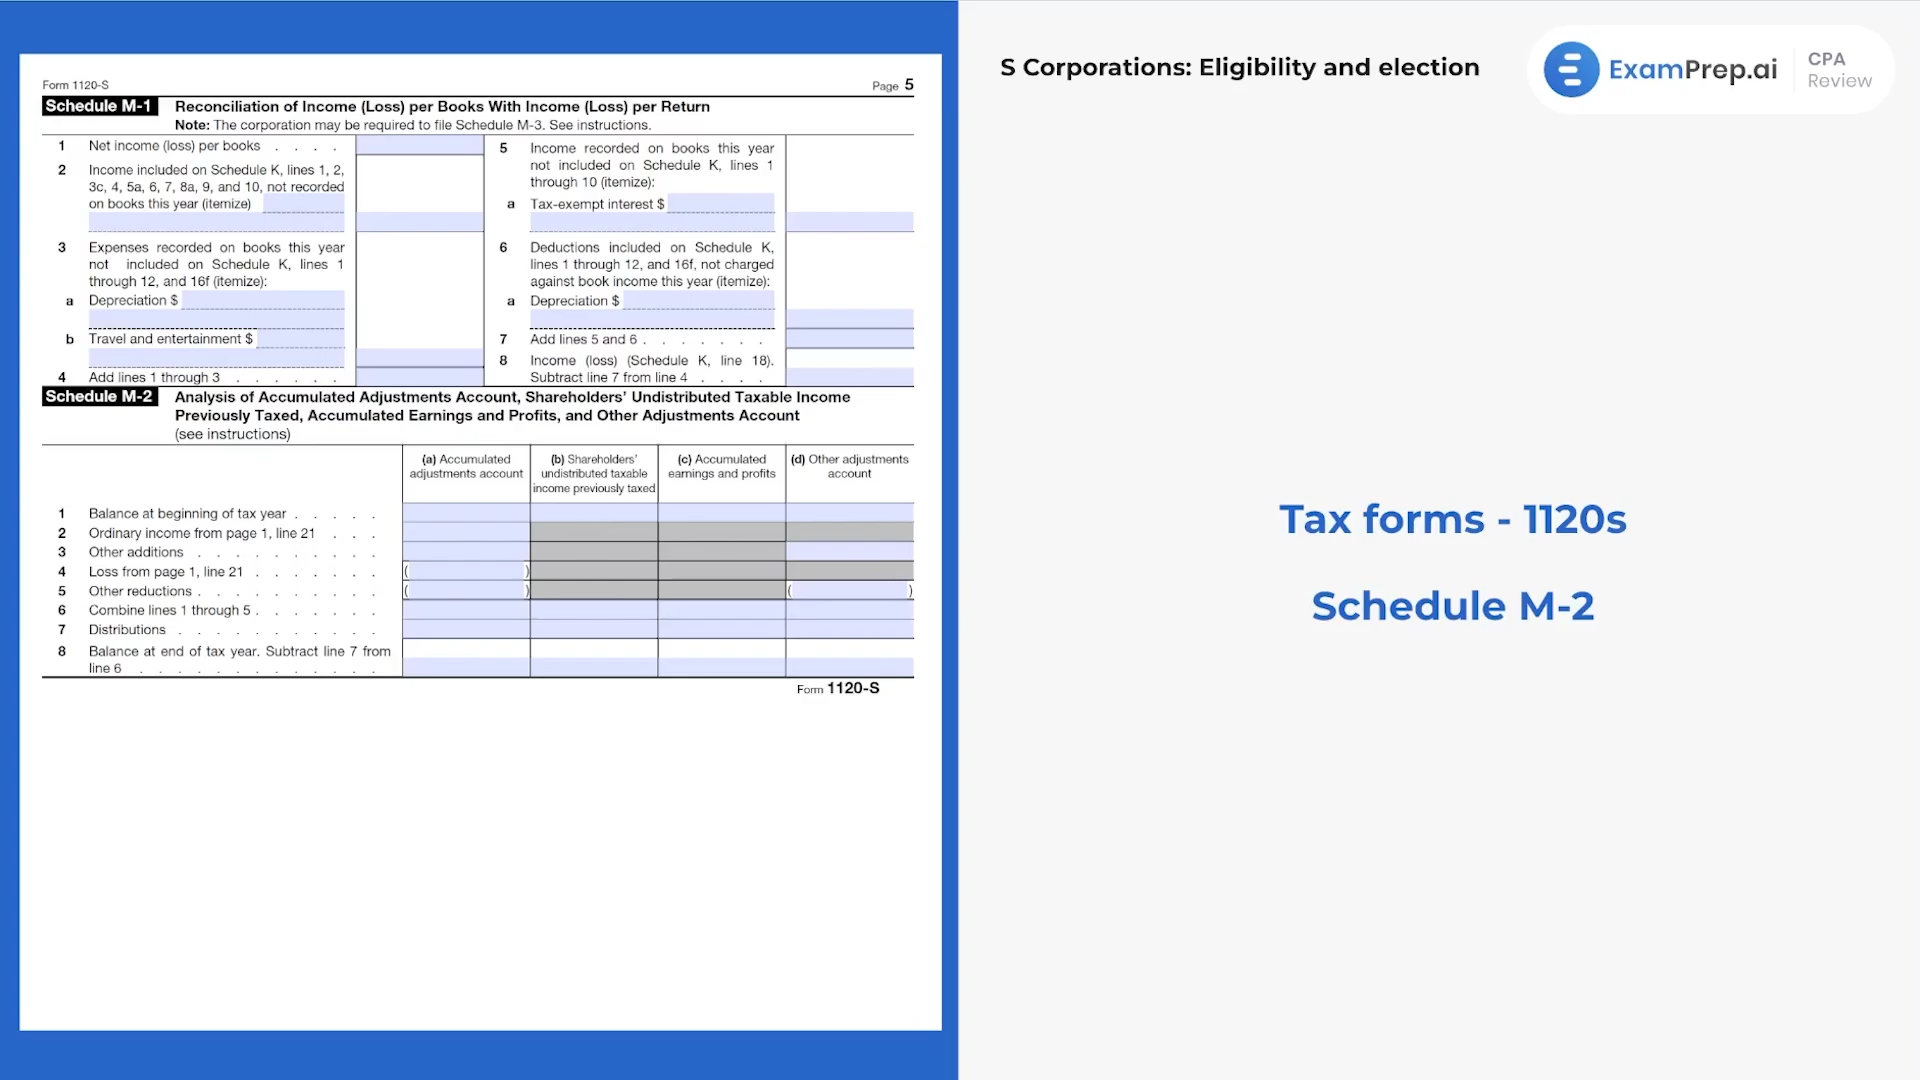 Form 1120-S
Page 5
Schedule M-1 Reconciliation of Income (Loss) per Books With Income (Loss) per Return
Note: The corporation may be required to file Schedule M-3. See instructions.
1 Net income (loss) per books . . . .
2 Income included on Schedule K, lines 1, 2,
3c, 4, 5a, 6, 7, 8a, 9, and 10, not recorded
on books this year (itemize)
3 Expenses recorded on books this year
not included on Schedule K, lines 1
through 12, and 16f (itemize):
a Depreciation $
b Travel and entertainment $
4 Add lines 1 through 3 . . . . . .
5 Income recorded on books this year
not included on Schedule K, lines 1
through 10 (itemize):
a Tax-exempt interest $
6 Deductions included on Schedule K,
lines 1 through 12, and 16f, not charged
against book income this year (itemize):
a Depreciation $
7 Add lines 5 and 6 . . . . . . .
8 Income (loss) (Schedule K, line 18).
Subtract line 7 from line 4 . . . .
Schedule M-2 Analysis of Accumulated Adjustments Account, Shareholders' Undistributed Taxable Income
Previously Taxed, Accumulated Earnings and Profits, and Other Adjustments Account
(see instructions)
(a) Accumulated
adjustments account
(b) Shareholders'
undistributed taxable
income previously taxed
(c) Accumulated
earnings and profits
(d) Other adjustments
account
1 Balance at beginning of tax year . . . . .
2 Ordinary income from page 1, line 21 . . .
3 Other additions . . . . . . . . . .
4 Loss from page 1, line 21 . . . . . . . ( )
5 Other reductions . . . . . . . . . . ( ) ( )
6 Combine lines 1 through 5 . . . . . . .
7 Distributions . . . . . . . . . . .
8 Balance at end of tax year. Subtract line 7 from
line 6 . . . . . . . . . . . . .
Form 1120-S
S Corporations: Eligibility and election
ExamPrep.ai
CPA
Review
Tax forms - 1120s
Schedule M-2